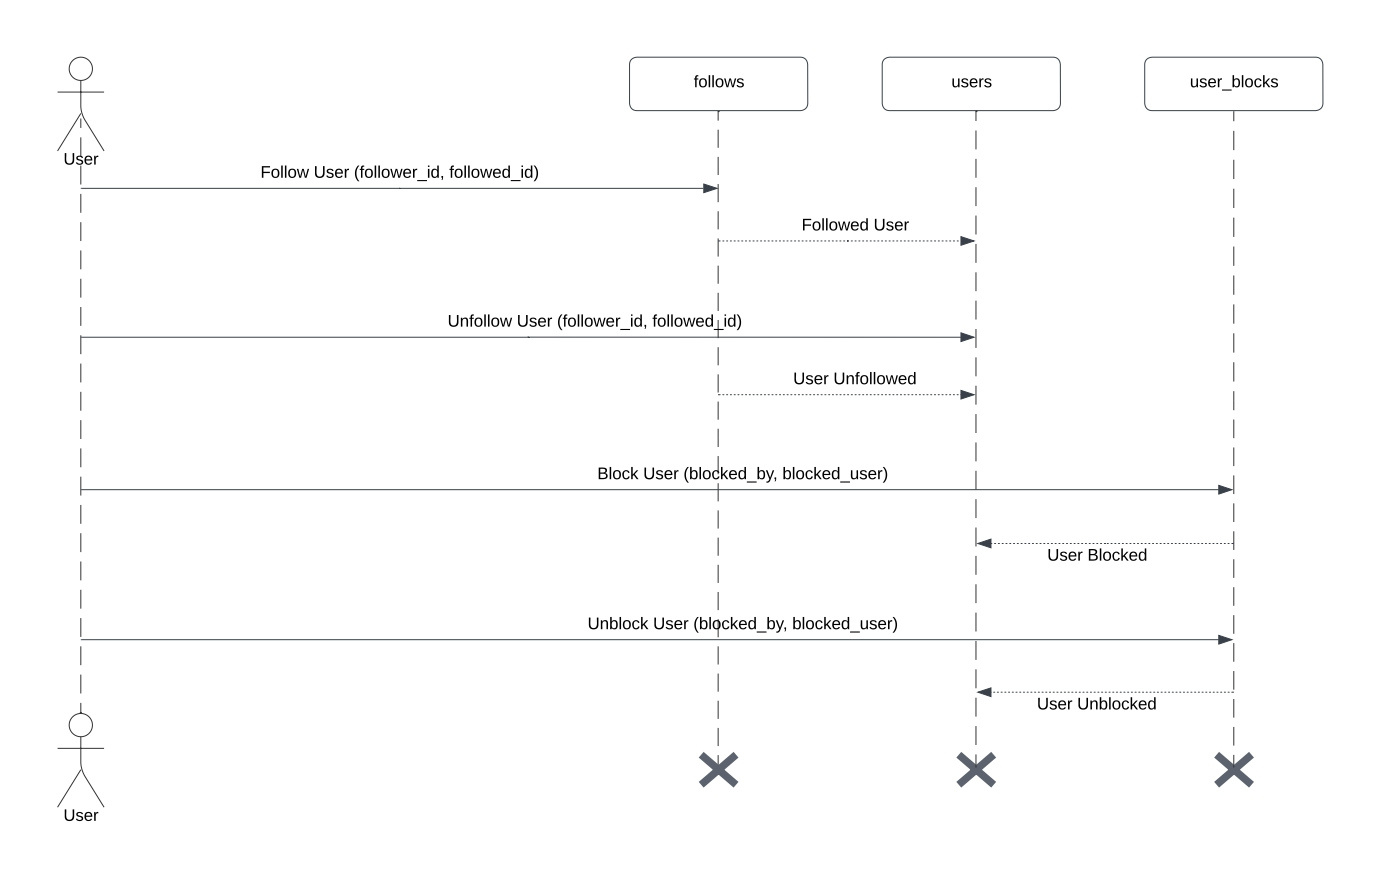 follows
users
user_blocks
User
Follow User (follower_id, followed_id)
Followed User
Unfollow User (follower_id, followed_id)
User Unfollowed
Block User (blocked_by, blocked_user)
User Blocked
Unblock User (blocked_by, blocked_user)
User Unblocked
User